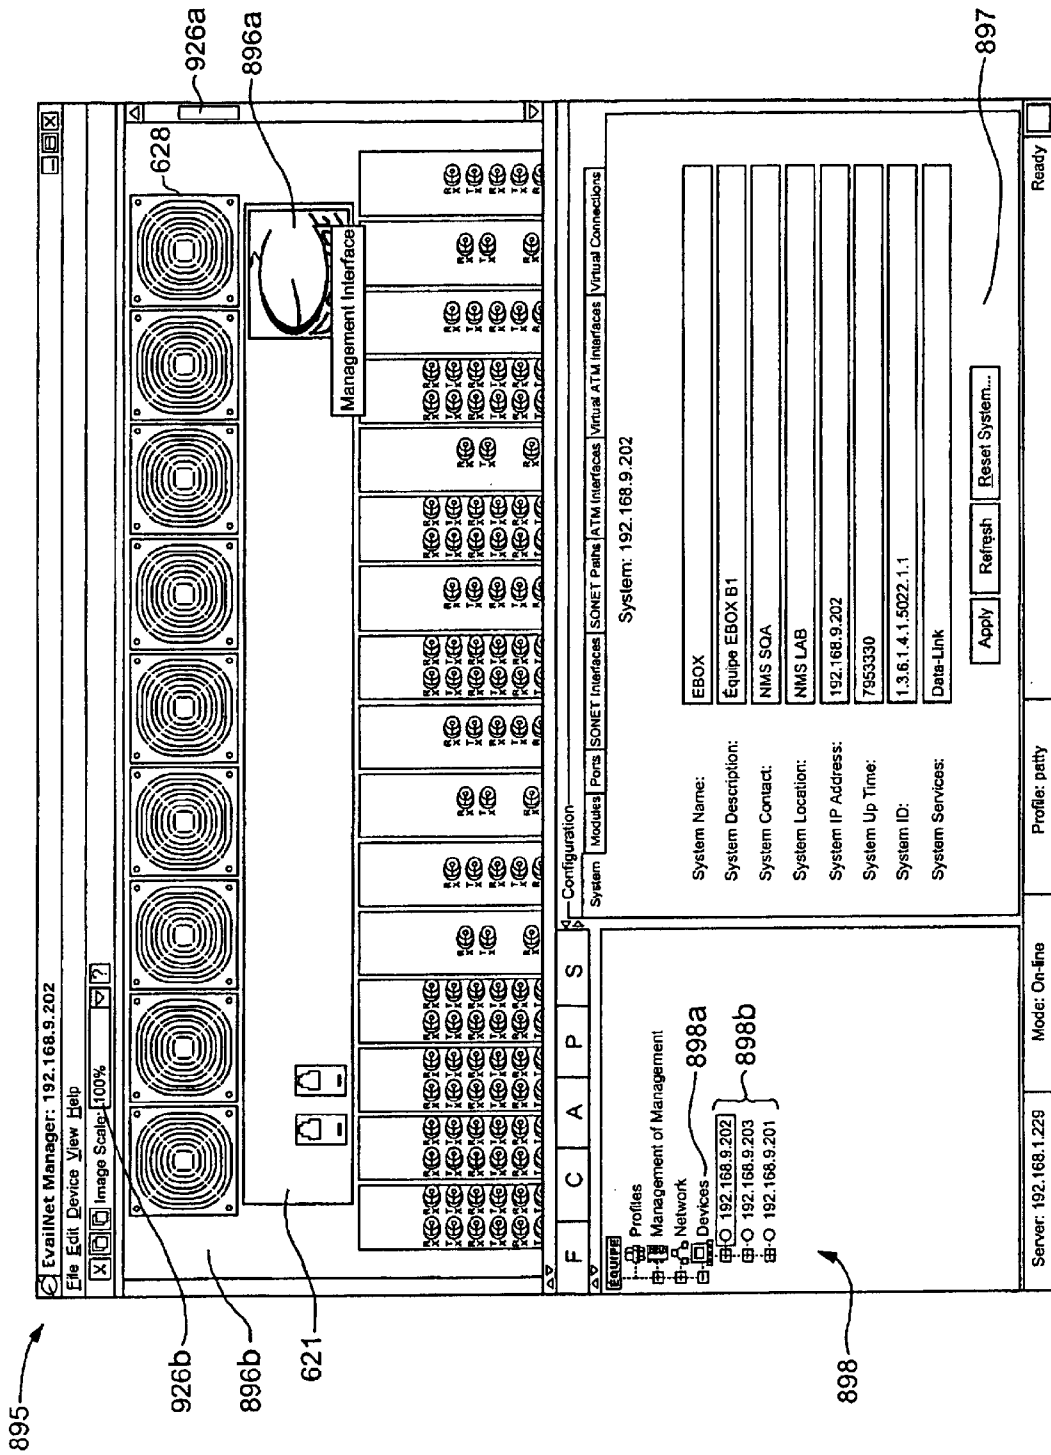 895
EvailNet Manager: 192.168.9.202
File Edit Device View Help
Image Scale: 100%
?
926b
896b
621
628
926a
896a
Management Interface
F C A P S
EQUIPE
Profiles
Management of Management
Network
Devices
192.168.9.202
192.168.9.203
192.168.9.201
898a
898b
898
Configuration
System Modules Ports SONET Interfaces SONET Paths ATM Interfaces Virtual ATM Interfaces Virtual Connections
System: 192.168.9.202
System Name: EBOX
System Description: Équipe EBOX B1
System Contact: NMS SQA
System Location: NMS LAB
System IP Address: 192.168.9.202
System Up Time: 7953330
System ID: 1.3.6.1.4.1.5022.1.1
System Services: Data-Link
Apply Refresh Reset System...
897
Server: 192.168.1.229 Mode: On-line Profile: patty Ready